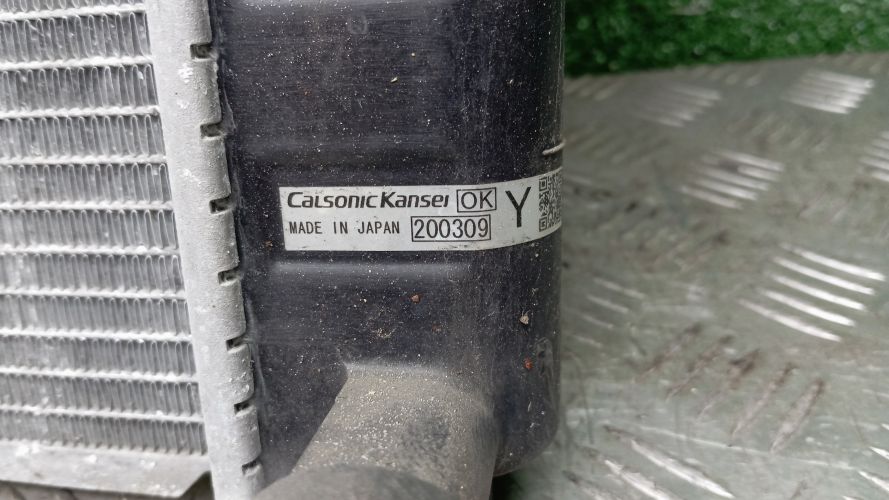 CalsonicKansei OK Y
MADE IN JAPAN 200309